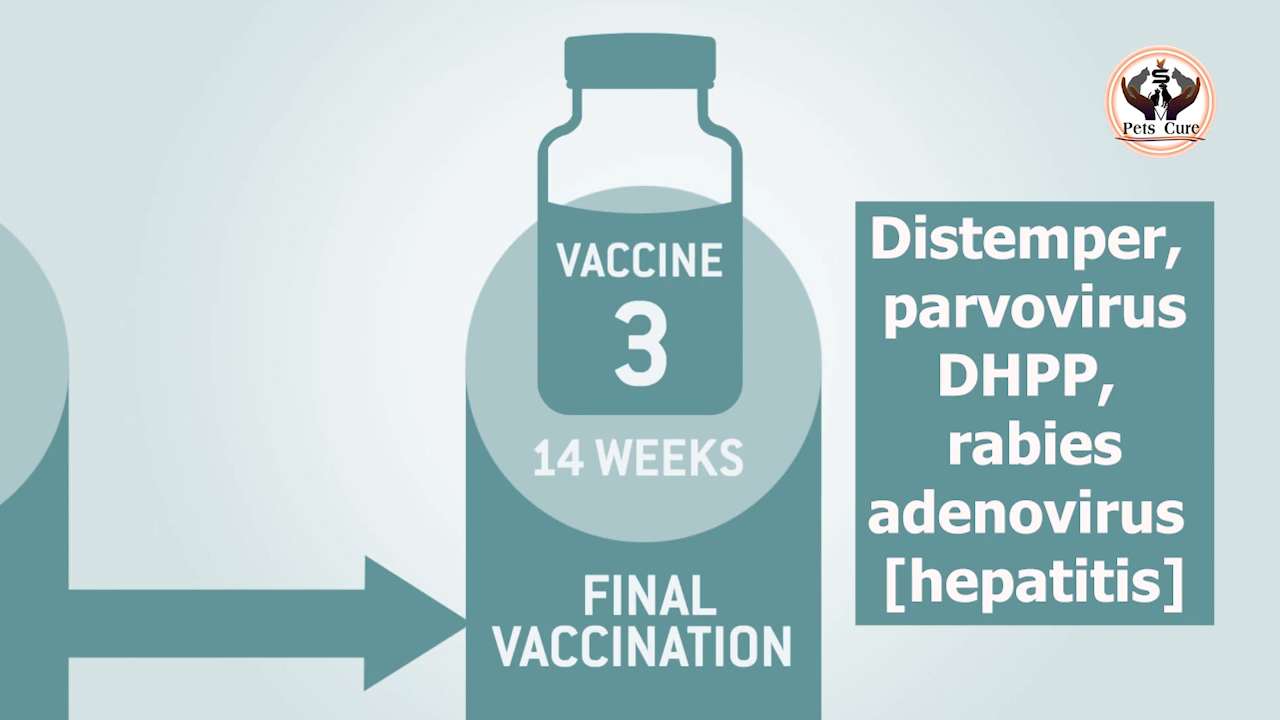 VACCINE
3
14 WEEKS
FINAL
VACCINATION
Distemper,
parvovirus
DHPP,
rabies
adenovirus
[hepatitis]
S
Pets Cure